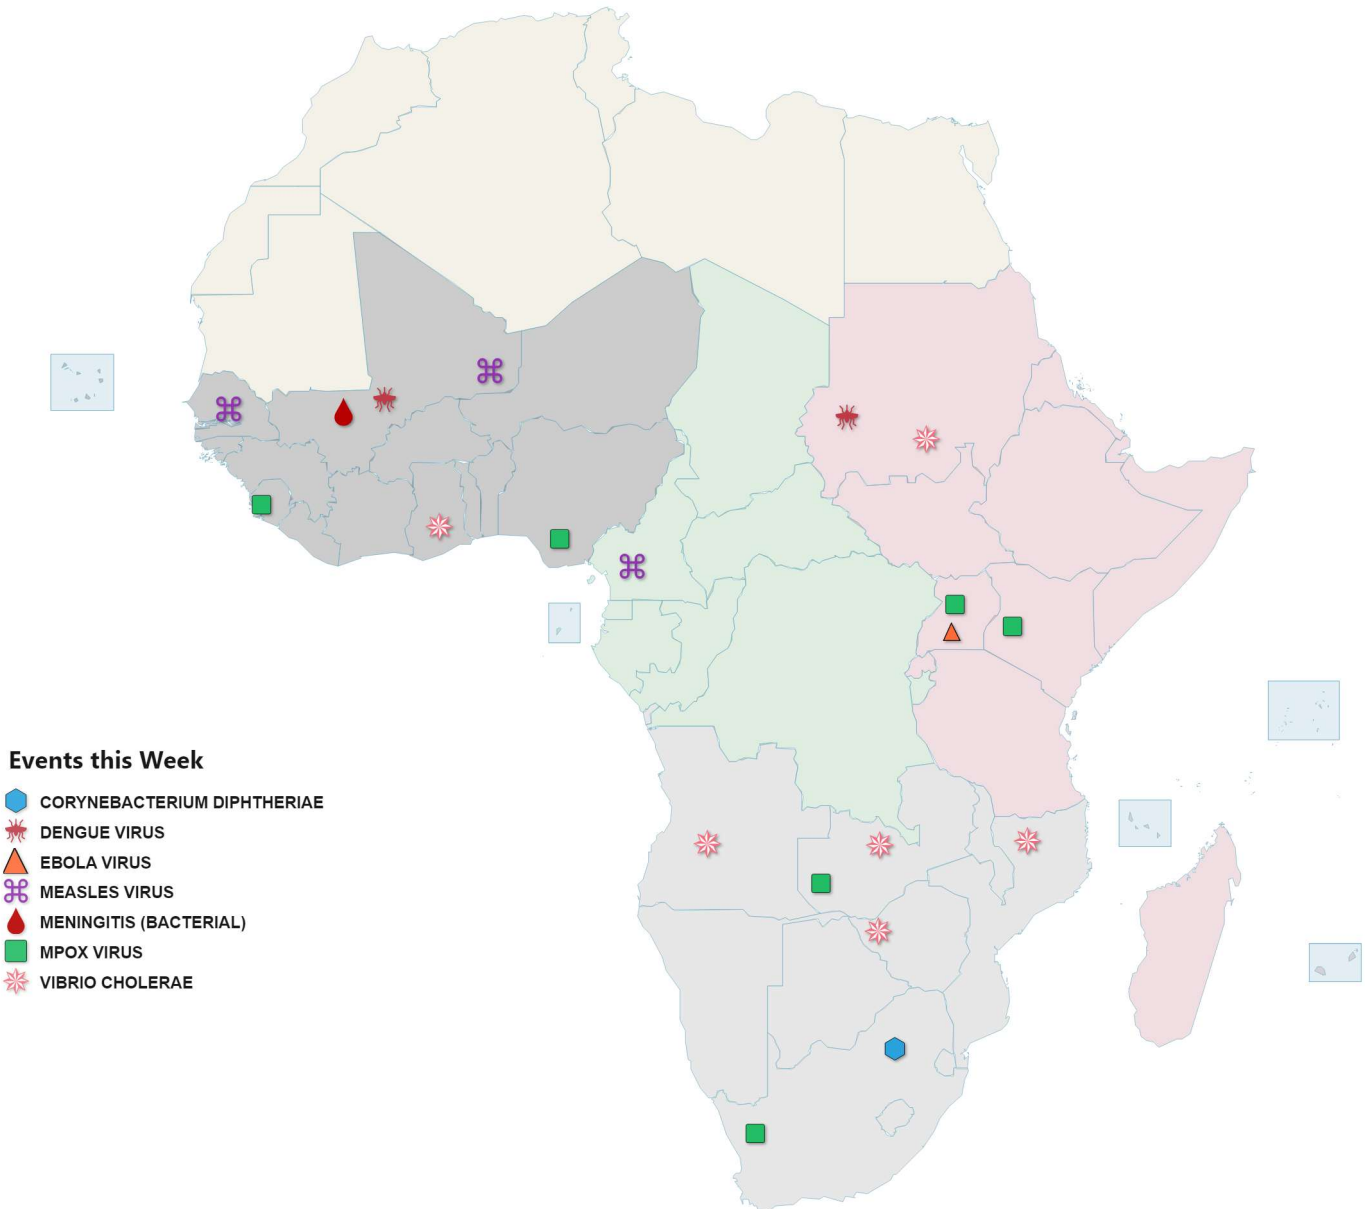 Events this Week
CORYNEBACTERIUM DIPHTHERIAE
DENGUE VIRUS
EBOLA VIRUS
MEASLES VIRUS
MENINGITIS (BACTERIAL)
MPOX VIRUS
VIBRIO CHOLERAE